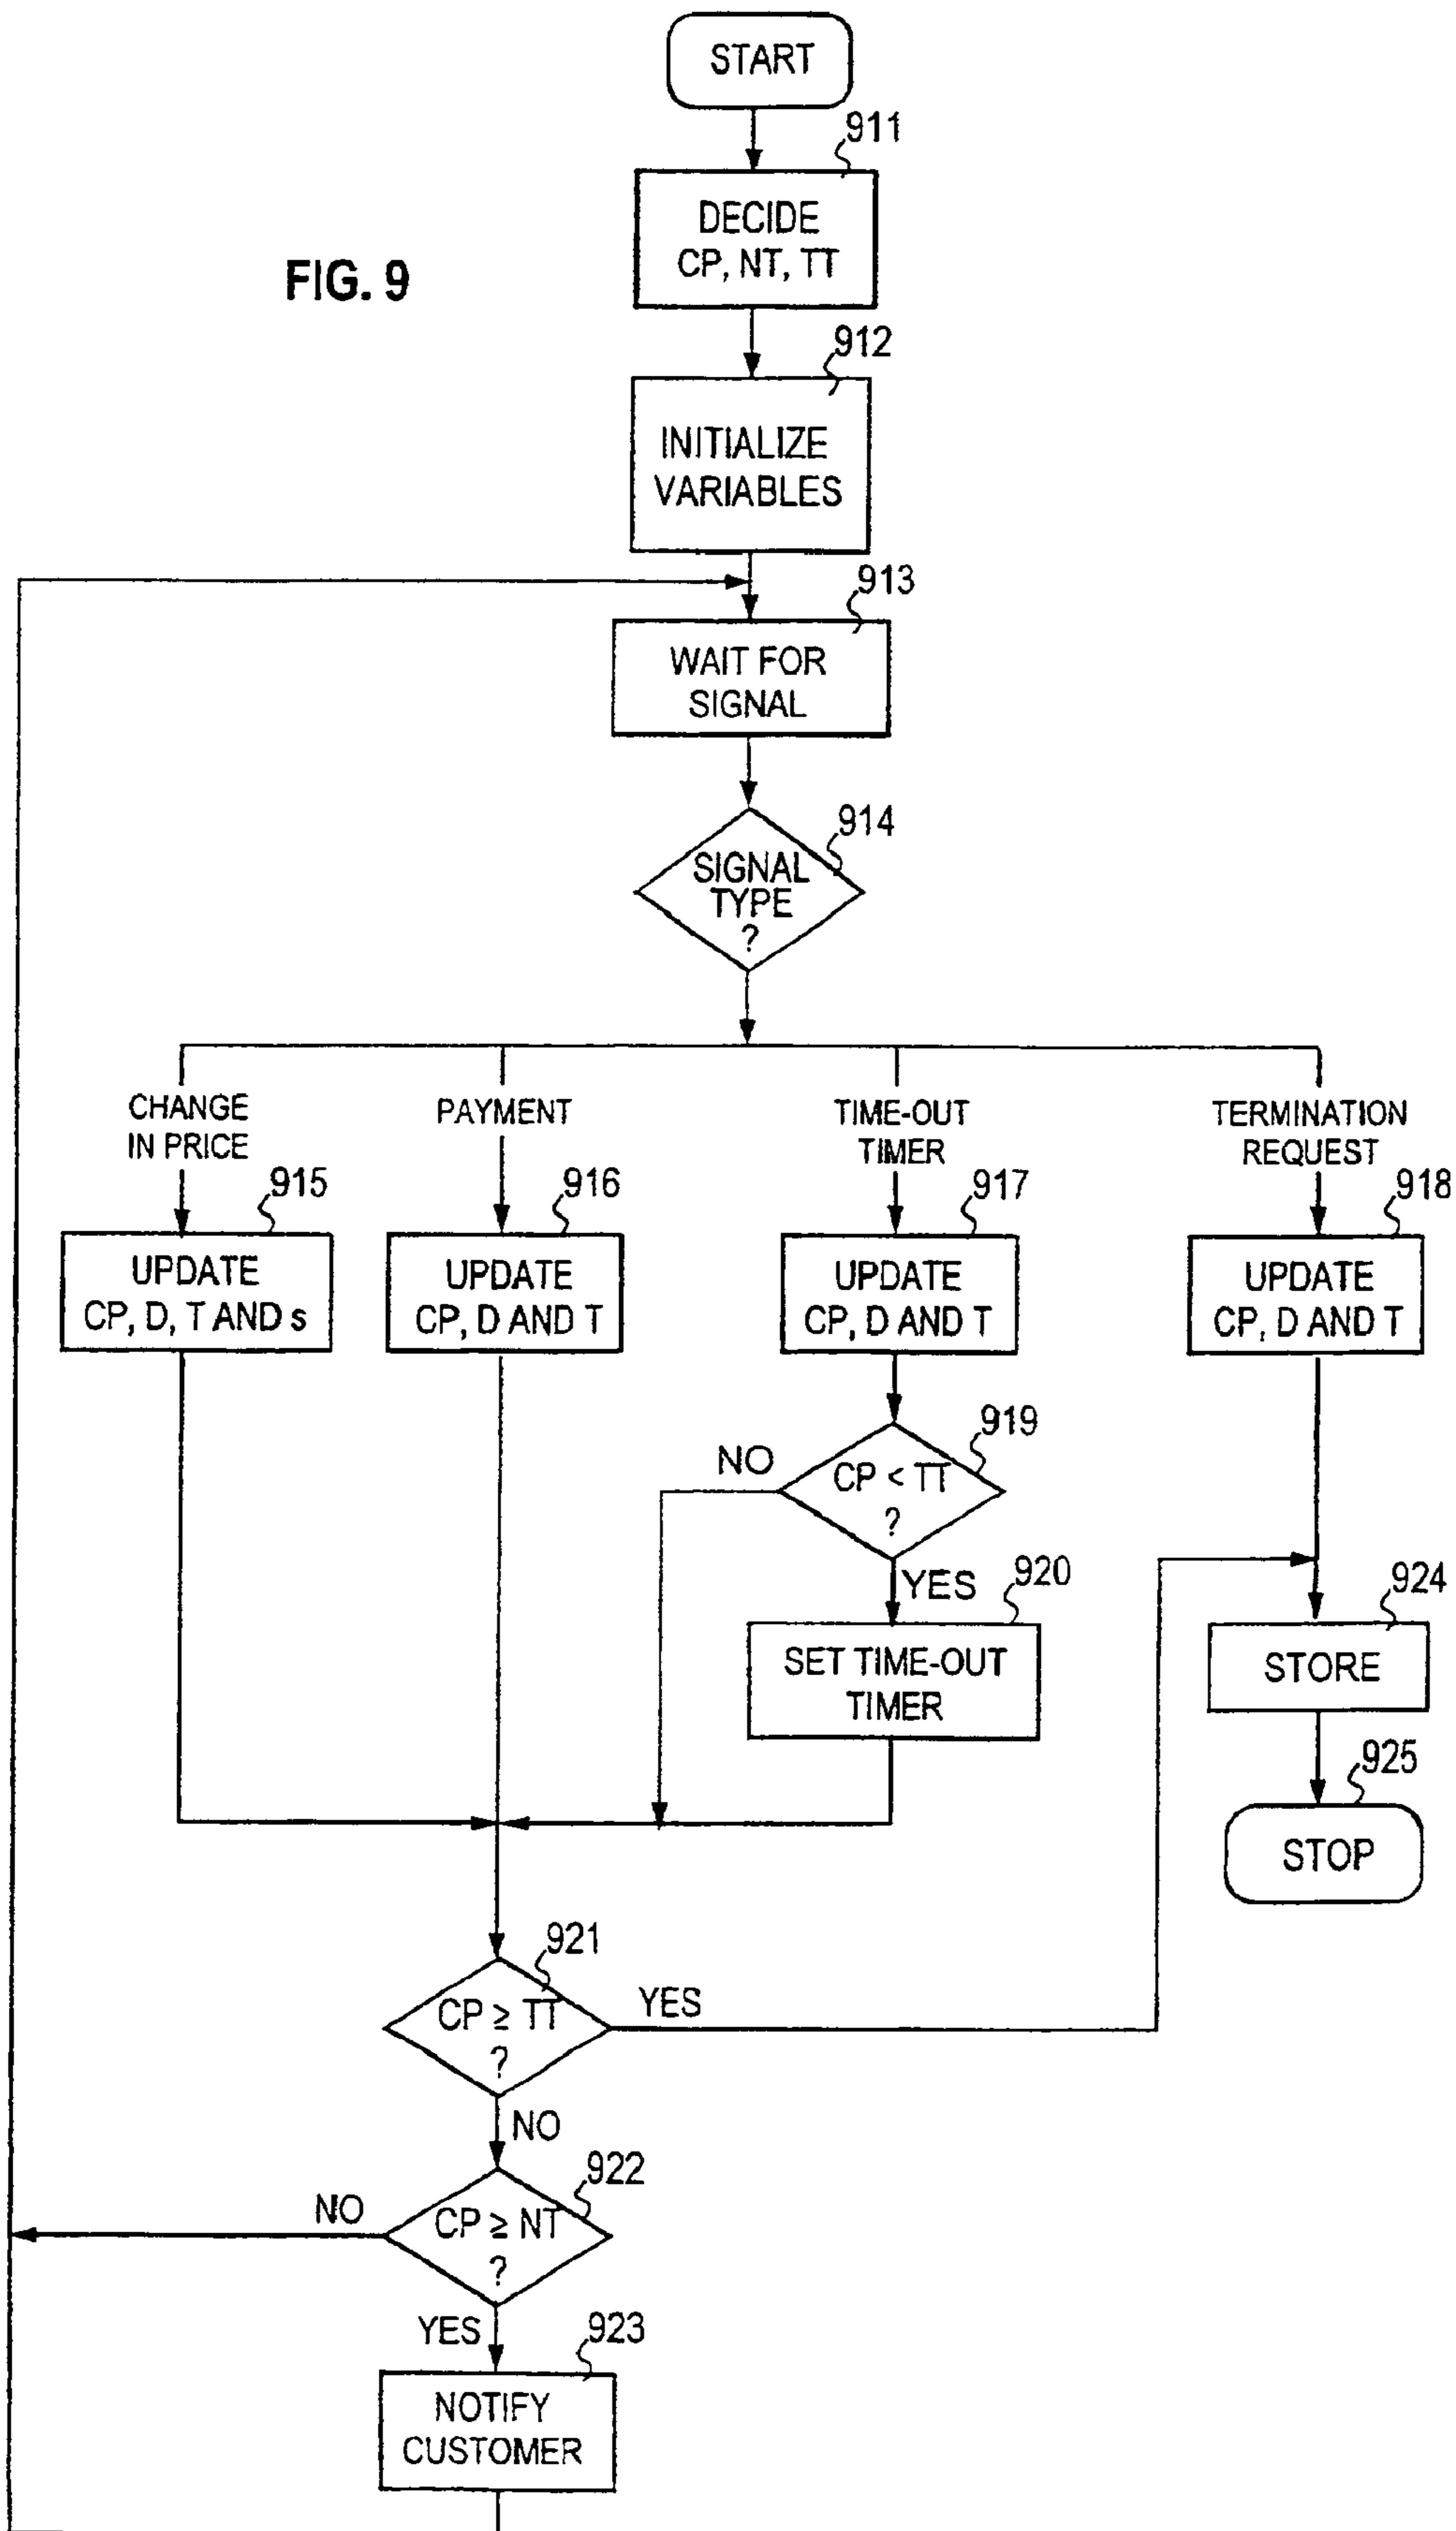 START
911
DECIDE
CP, NT, TT
FIG. 9
912
INITIALIZE
VARIABLES
913
WAIT FOR
SIGNAL
914
SIGNAL
TYPE
?
CHANGE
IN PRICE
PAYMENT
TIME-OUT
TIMER
TERMINATION
REQUEST
915
916
917
918
UPDATE
CP, D, T AND s
UPDATE
CP, D AND T
UPDATE
CP, D AND T
UPDATE
CP, D AND T
919
NO
CP < TT
?
YES
920
924
SET TIME-OUT
TIMER
STORE
925
STOP
921
CP ≥ TT
?
YES
NO
922
NO
CP ≥ NT
?
YES
923
NOTIFY
CUSTOMER